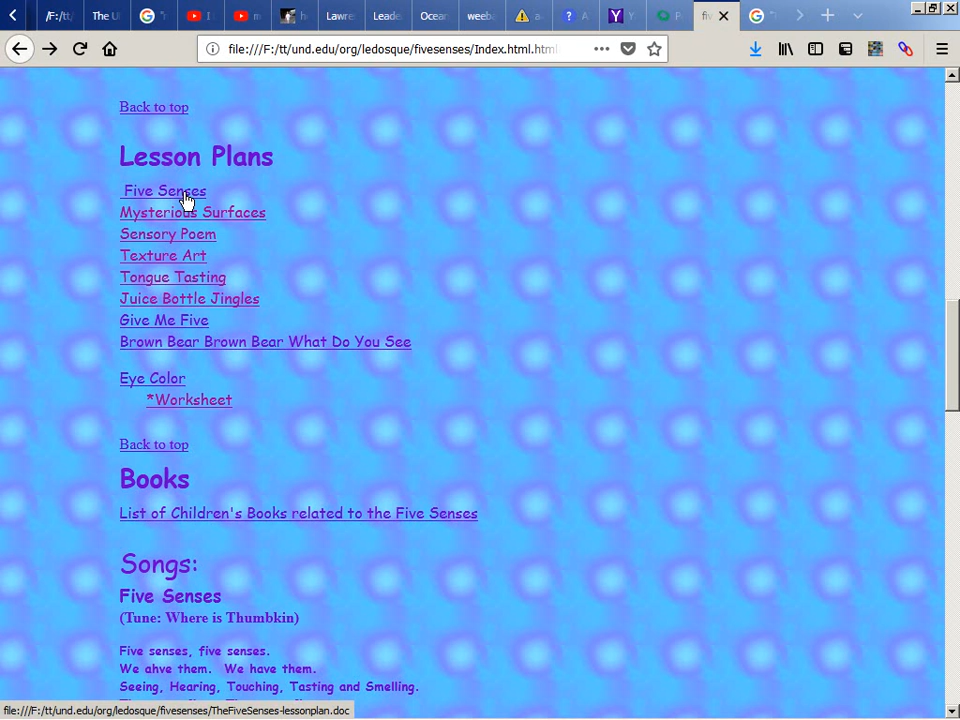 /F:/tt/
The U
Lawre
Leade
Ocear
weeb
file:///F:/tt/und.edu/org/ledosque/fivesenses/Index.html.html
Back to top
Lesson Plans
Five Senses
Mysterious Surfaces
Sensory Poem
Texture Art
Tongue Tasting
Juice Bottle Jingles
Give Me Five
Brown Bear Brown Bear What Do You See
Eye Color
*Worksheet
Back to top
Books
List of Children's Books related to the Five Senses
Songs:
Five Senses
(Tune: Where is Thumbkin)
Five senses, five senses.
We ahve them. We have them.
Seeing, Hearing, Touching, Tasting and Smelling.
file:///F:/tt/und.edu/org/ledosque/fivesenses/TheFiveSenses-lessonplan.doc